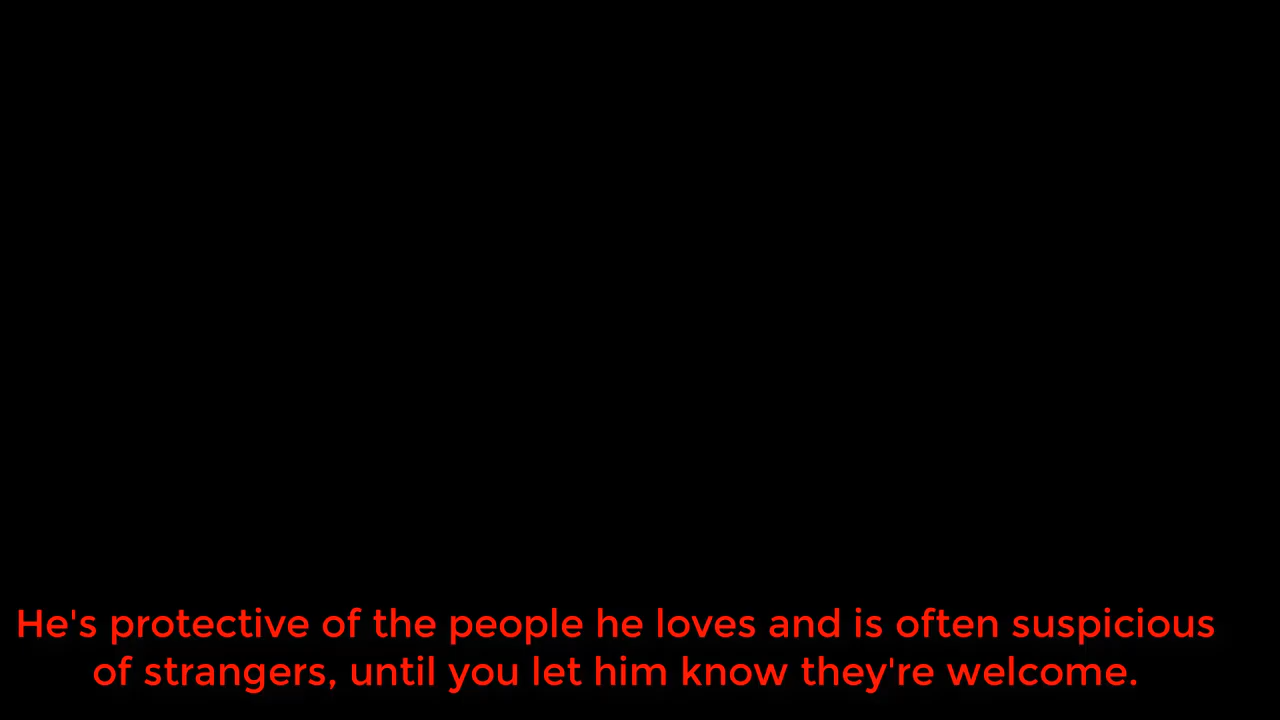 He's protective of the people he loves and is often suspicious
of strangers, until you let him know they're welcome.